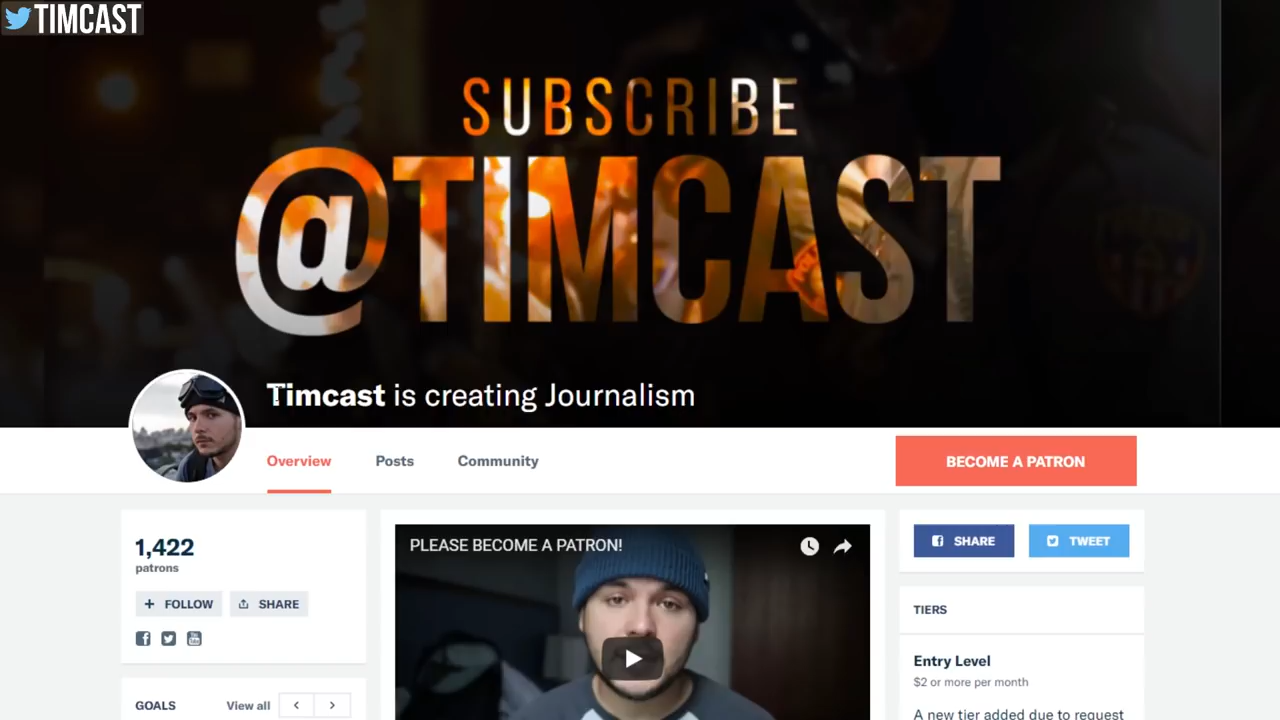 TIMCAST
SUBSCRIBE
@TIMCAST
Timcast is creating Journalism
Overview Posts Community
BECOME A PATRON
1,422
patrons
FOLLOW SHARE
PLEASE BECOME A PATRON!
SHARE TWEET
TIERS
Entry Level
$2 or more per month
A new tier added due to request
GOALS View all